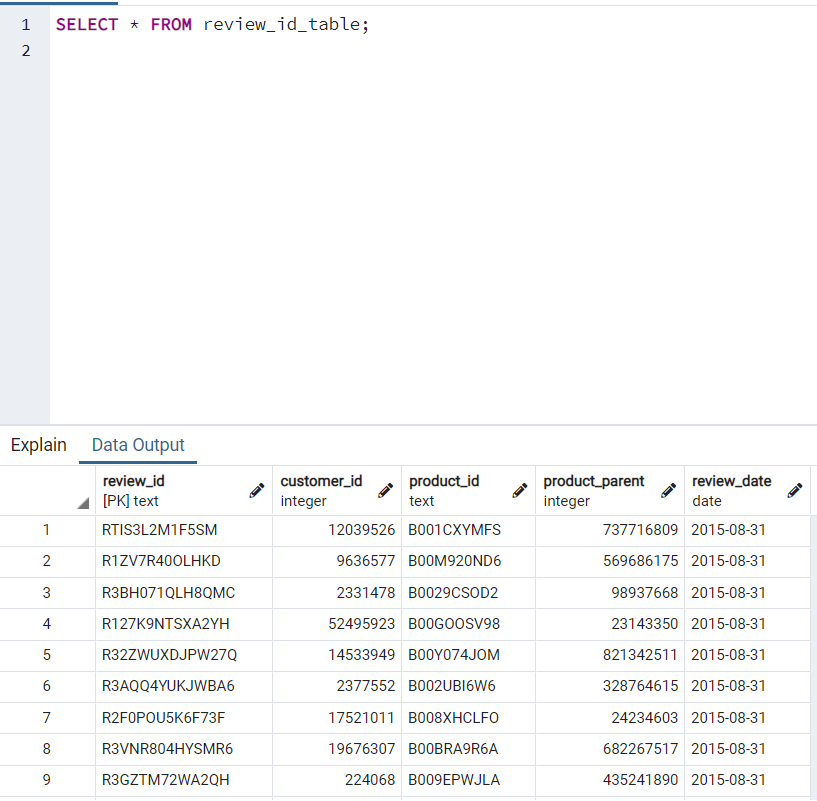 1 SELECT * FROM review_id_table;
2
Explain Data Output
review_id customer_id product_id product_parent review_date
[PK] text integer text integer date
1 RTIS3L2M1F5SM 12039526 B001CXYMFS 737716809 2015-08-31
2 R1ZV7R40OLHKD 9636577 B00M920ND6 569686175 2015-08-31
3 R3BH071QLH8QMC 2331478 B0029CSOD2 98937668 2015-08-31
4 R127K9NTSXA2YH 52495923 B00GOOSV98 23143350 2015-08-31
5 R32ZWUXDJPW27Q 14533949 B00Y074JOM 821342511 2015-08-31
6 R3AQQ4YUKJWBA6 2377552 B002UBI6W6 328764615 2015-08-31
7 R2F0POU5K6F73F 17521011 B008XHCLFO 24234603 2015-08-31
8 R3VNR804HYSMR6 19676307 B00BRA9R6A 682267517 2015-08-31
9 R3GZTM72WA2QH 224068 B009EPWJLA 435241890 2015-08-31